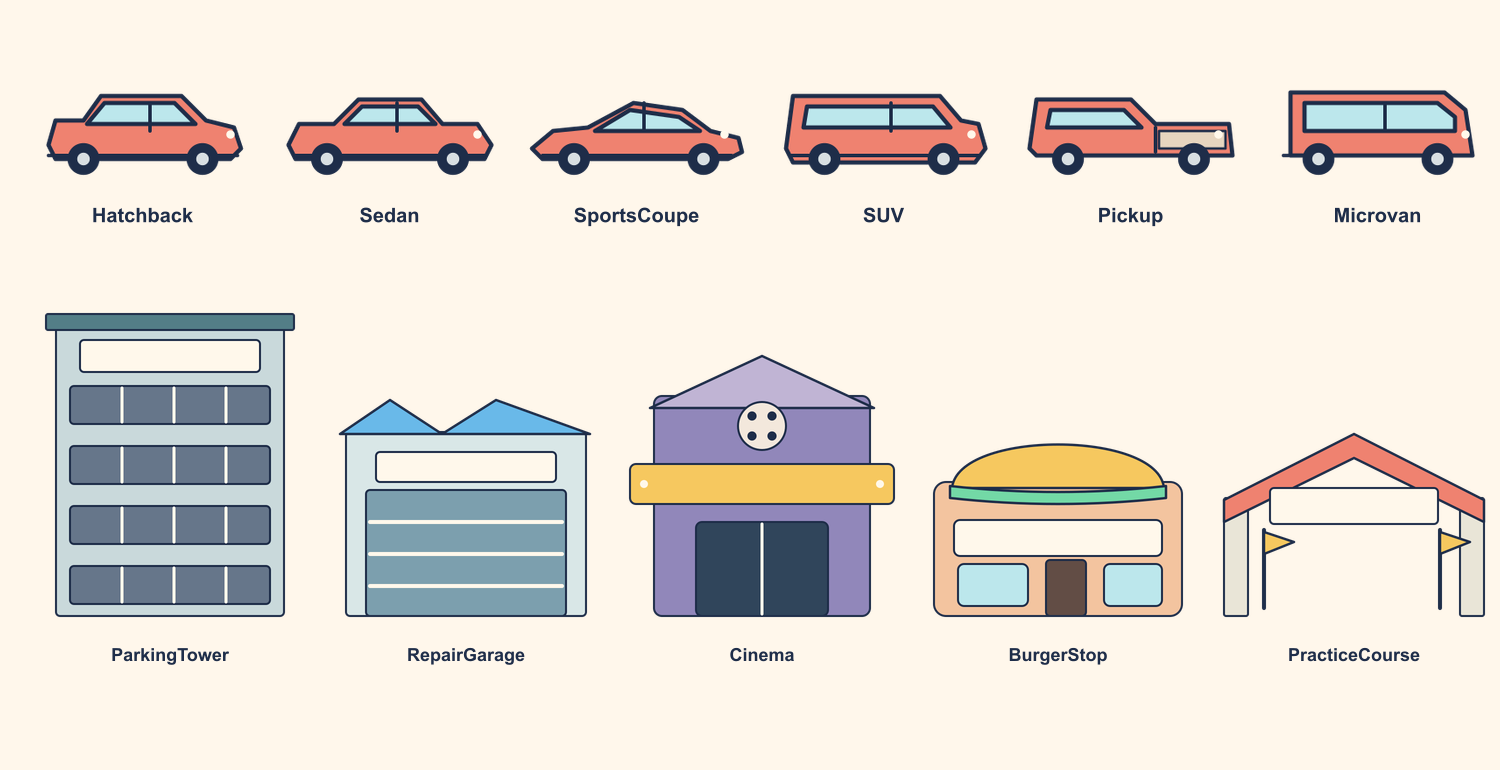 Hatchback
Sedan
SportsCoupe
SUV
Pickup
Microvan
ParkingTower
RepairGarage
Cinema
BurgerStop
PracticeCourse